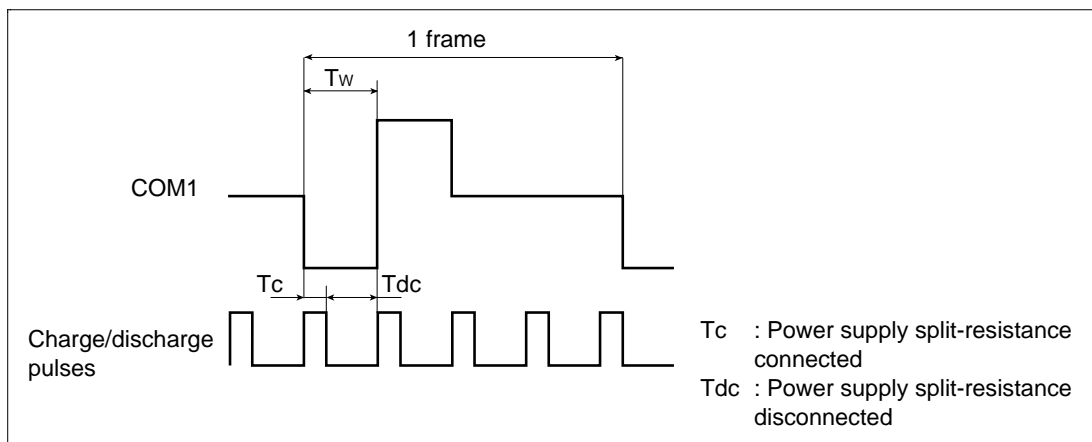 1 frame
Tw
COM1
Tc
Tdc
Charge/discharge
pulses
Tc : Power supply split-resistance
connected
Tdc : Power supply split-resistance
disconnected